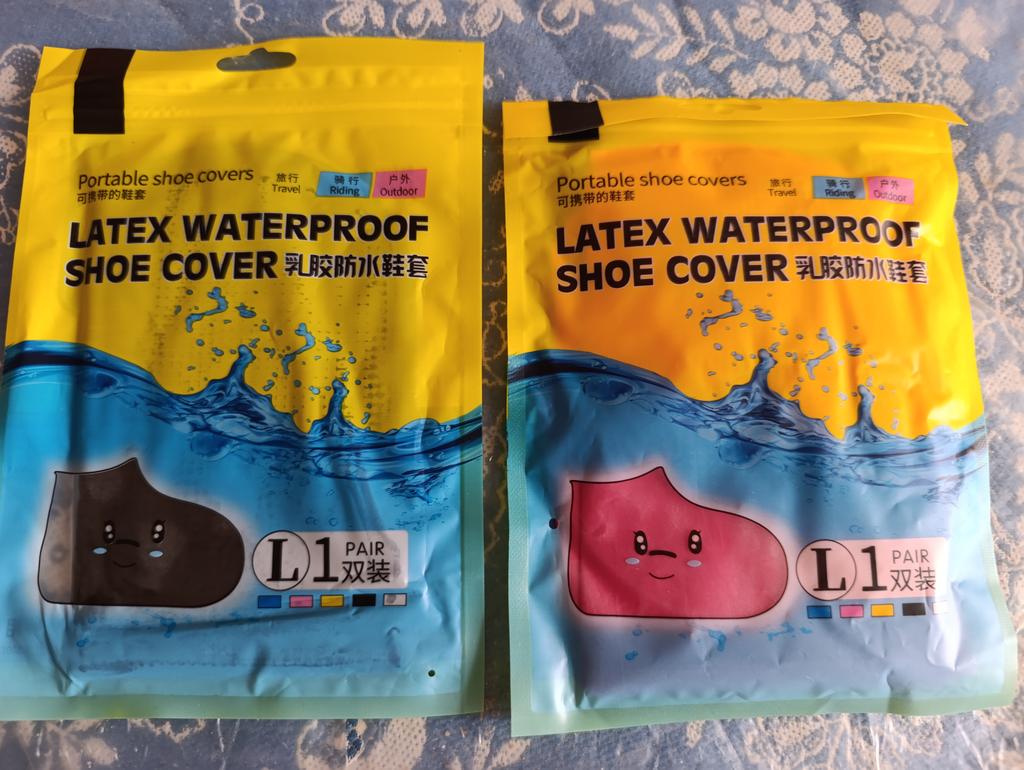 Portable shoe covers
可携带的鞋套
旅行
Travel
骑行
Riding
户外
Outdoor
LATEX WATERPROOF
SHOE COVER 乳胶防水鞋套
L 1 PAIR
双装
Portable shoe covers
可携带的鞋套
旅行
Travel
骑行
Riding
户外
Outdoor
LATEX WATERPROOF
SHOE COVER 乳胶防水鞋套
L 1 PAIR
双装